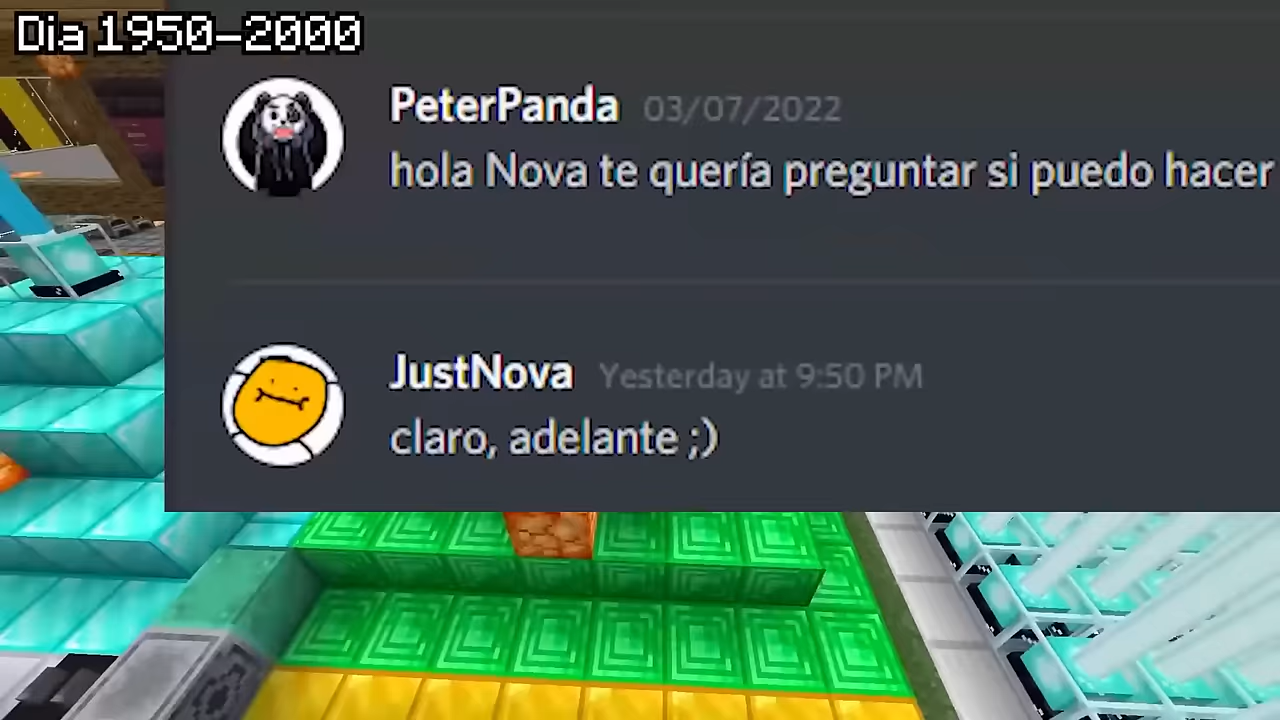 Dia 1950-2000
PeterPanda 03/07/2022
hola Nova te quería preguntar si puedo hacer
JustNova Yesterday at 9:50 PM
claro, adelante ;)